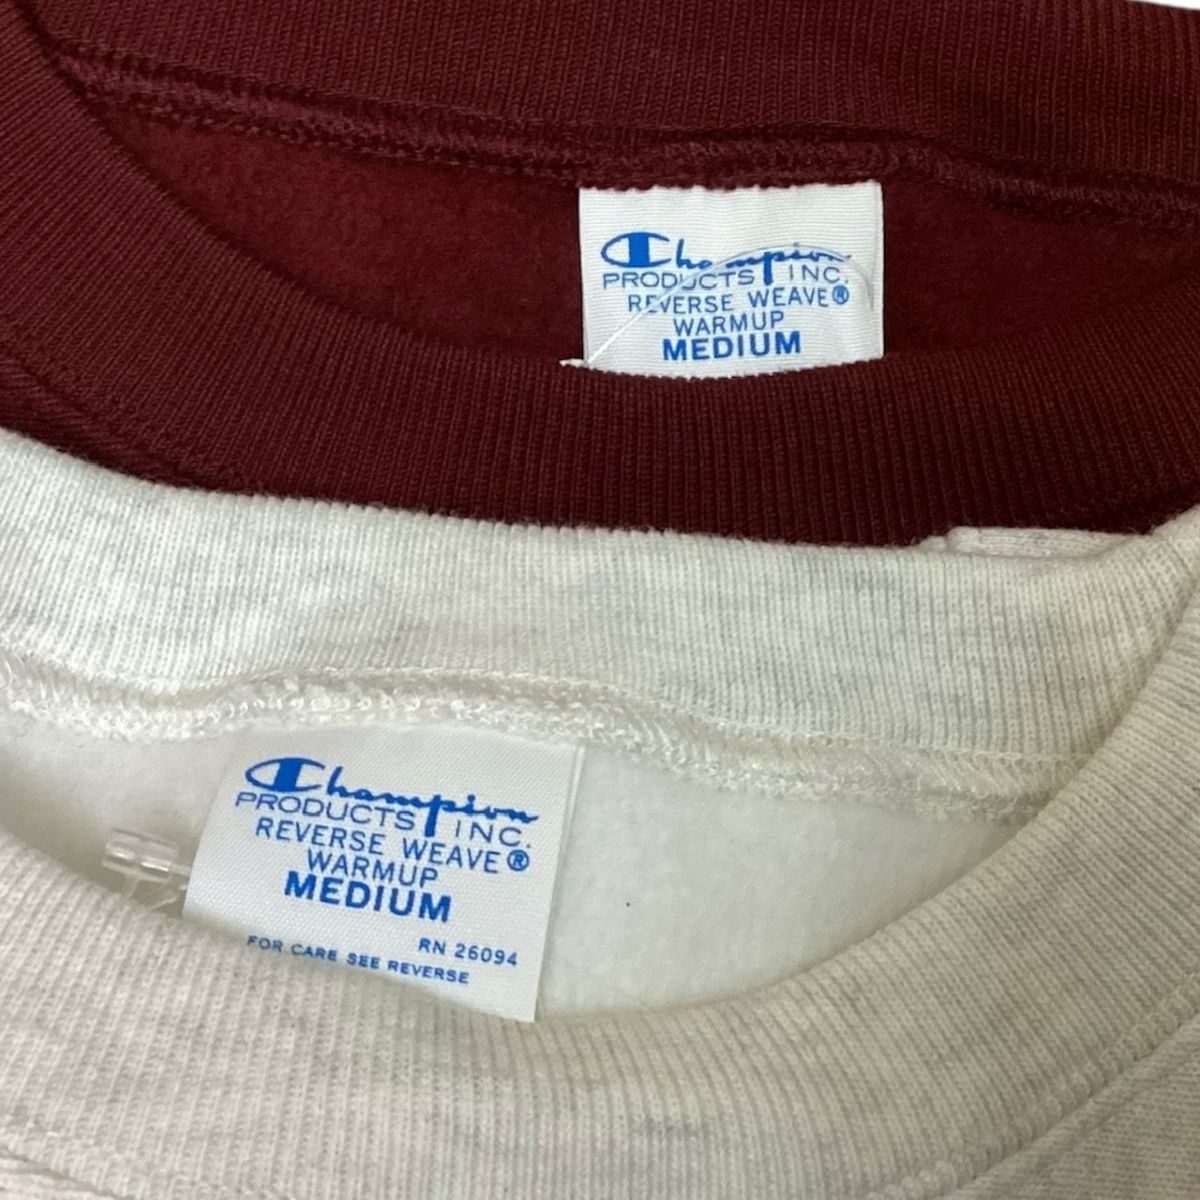 Champion
PRODUCTS INC.
REVERSE WEAVE®
WARMUP
MEDIUM
Champion
PRODUCTS INC.
REVERSE WEAVE®
WARMUP
MEDIUM
RN 26094
FOR CARE SEE REVERSE